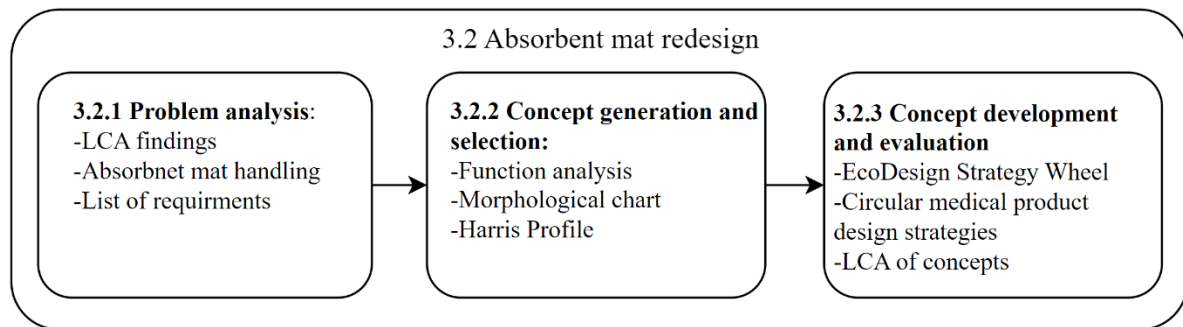 3.2 Absorbent mat redesign
3.2.1 Problem analysis:
-LCA findings
-Absorbnet mat handling
-List of requirments
3.2.2 Concept generation and
selection:
-Function analysis
-Morphological chart
-Harris Profile
3.2.3 Concept development
and evaluation
-EcoDesign Strategy Wheel
-Circular medical product
design strategies
-LCA of concepts